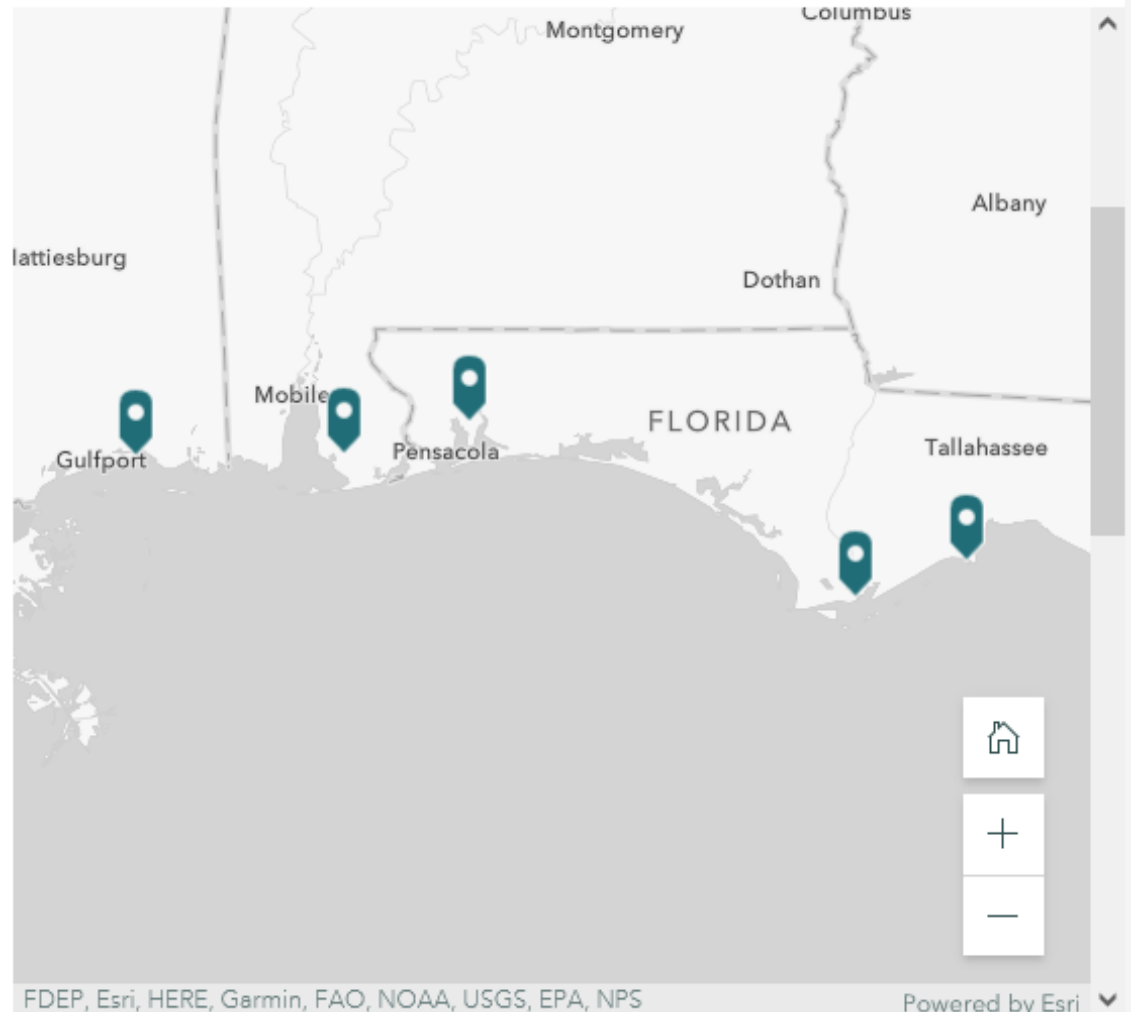 Columbus
Montgomery
Albany
lattiesburg
Dothan
Mobile
FLORIDA
Gulfport
Pensacola
Tallahassee
FDEP, Esri, HERE, Garmin, FAO, NOAA, USGS, EPA, NPS
Powered by Esri